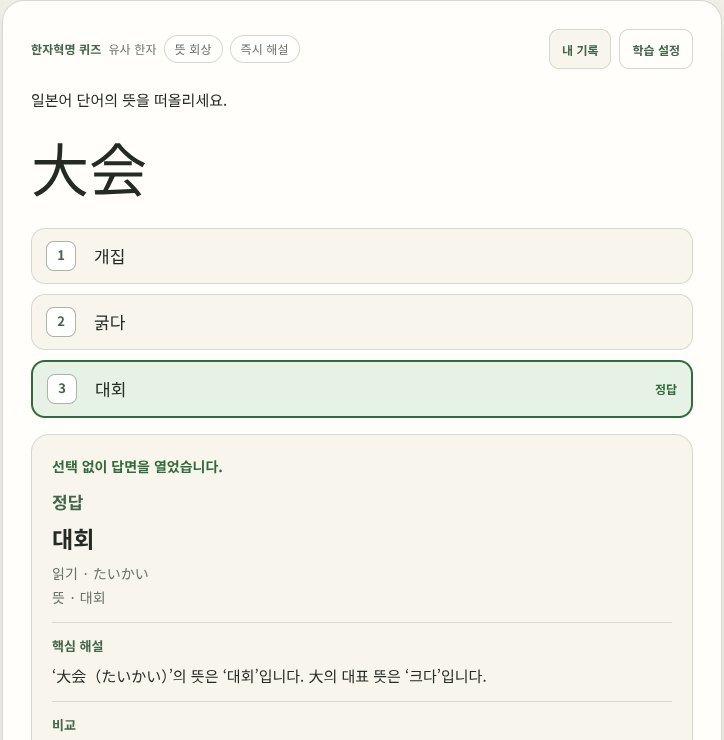 한자혁명 퀴즈 유사 한자 뜻 회상 즉시 해설 내 기록 학습 설정
일본어 단어의 뜻을 떠올리세요.
大会
1 개집
2 굵다
3 대회 정답
선택 없이 답면을 열었습니다.
정답
대회
읽기 · たいかい
뜻 · 대회
핵심 해설
‘大会（たいかい）’의 뜻은 ‘대회’입니다. 大의 대표 뜻은 ‘크다’입니다.
비교